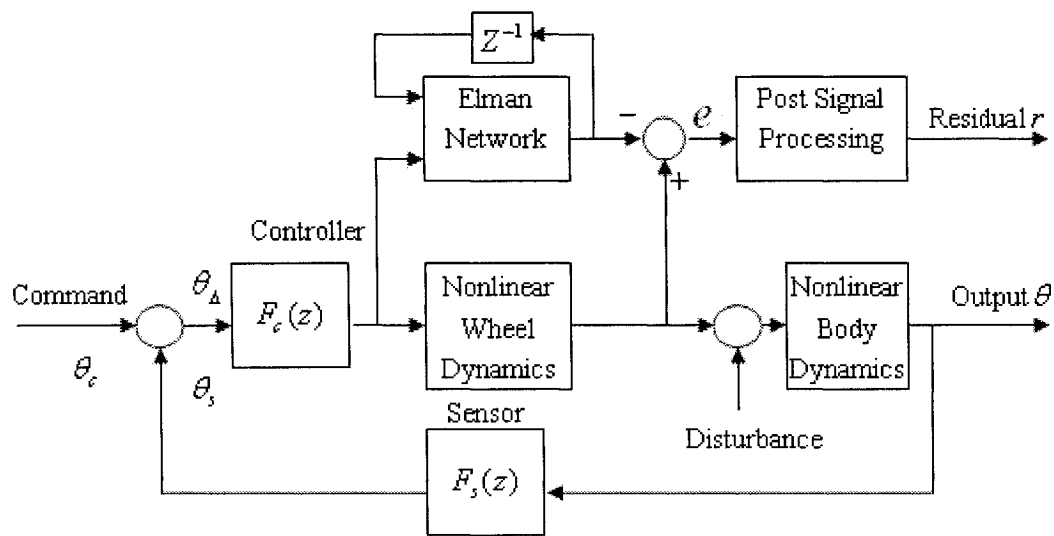 Z⁻¹
Elman
Network
−
e
Post Signal
Processing
Residual r
+
Controller
Command
θ_c
θ_Δ
θ_s
F_c(z)
Nonlinear
Wheel
Dynamics
Nonlinear
Body
Dynamics
Output θ
Disturbance
Sensor
F_s(z)